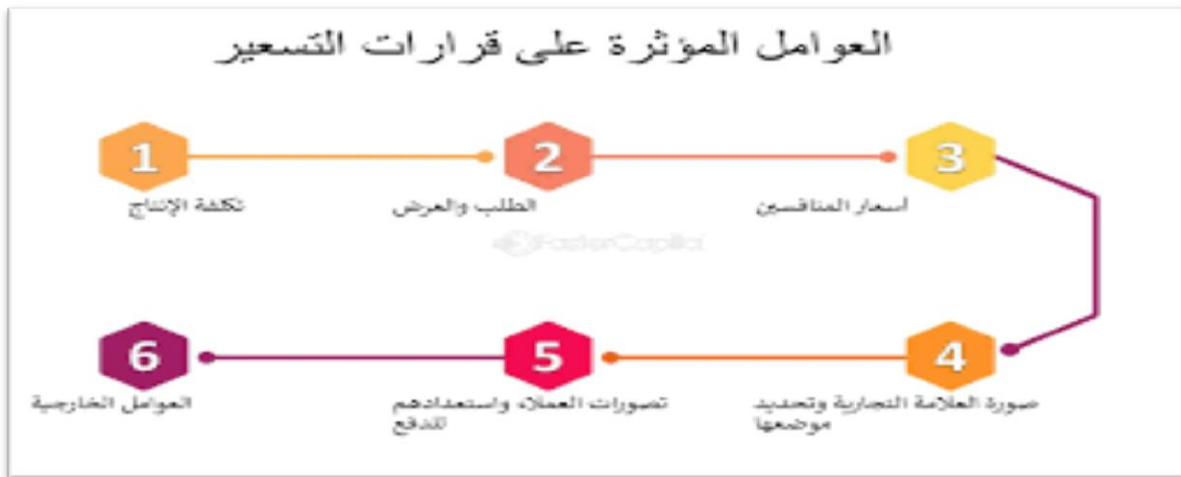 العوامل المؤثرة على قرارات التسعير
1
تكلفة الإنتاج
2
الطلب والعرض
3
أسعار المنافسين
FasterCapital
4
صورة العلامة التجارية وتحديد
موضعها
5
تصورات العملاء واستعدادهم
للدفع
6
العوامل الخارجية